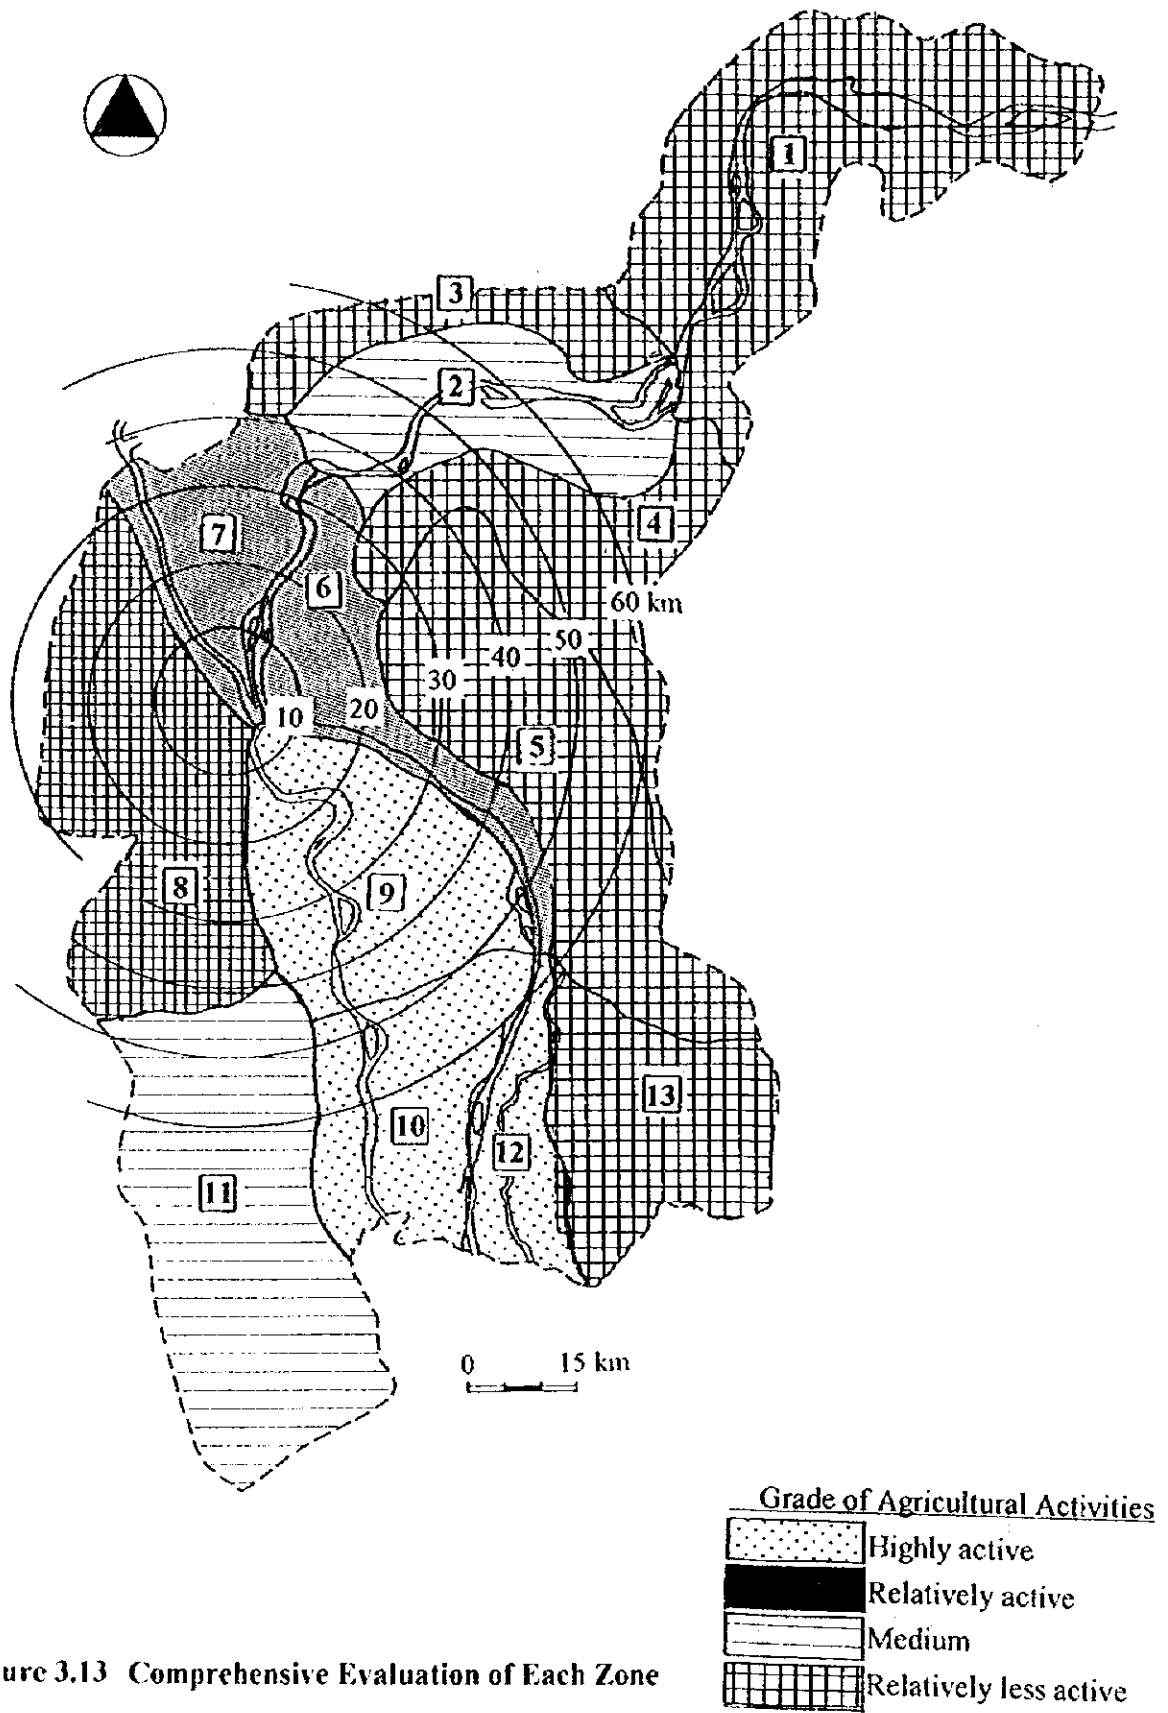 1
3
2
7
4
6
60 km
50
40
30
10
20
5
8
9
13
10
12
11
0 15 km
Grade of Agricultural Activities
Highly active
Relatively active
Medium
Relatively less active
ure 3.13 Comprehensive Evaluation of Each Zone